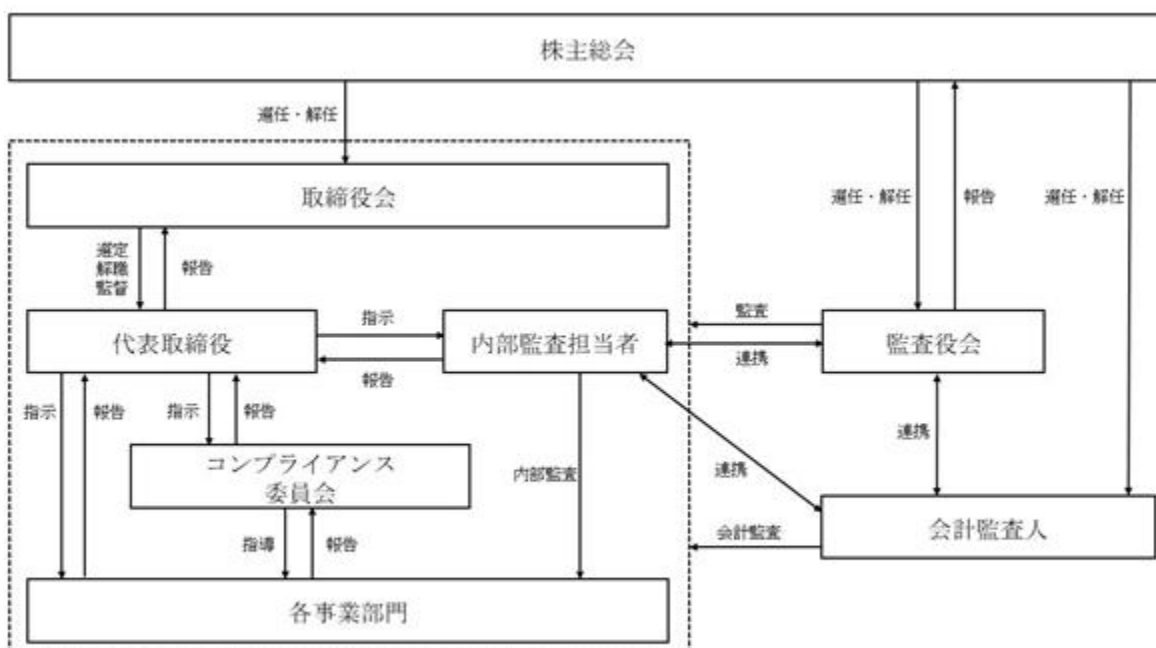 株主総会
選任・解任
選任・解任
報告
選任・解任
取締役会
選定
解職
監督
報告
代表取締役
指示
報告
内部監査担当者
監査
連携
監査役会
指示
報告
指示
報告
コンプライアンス
委員会
内部監査
連携
連携
会計監査
会計監査人
指導
報告
各事業部門